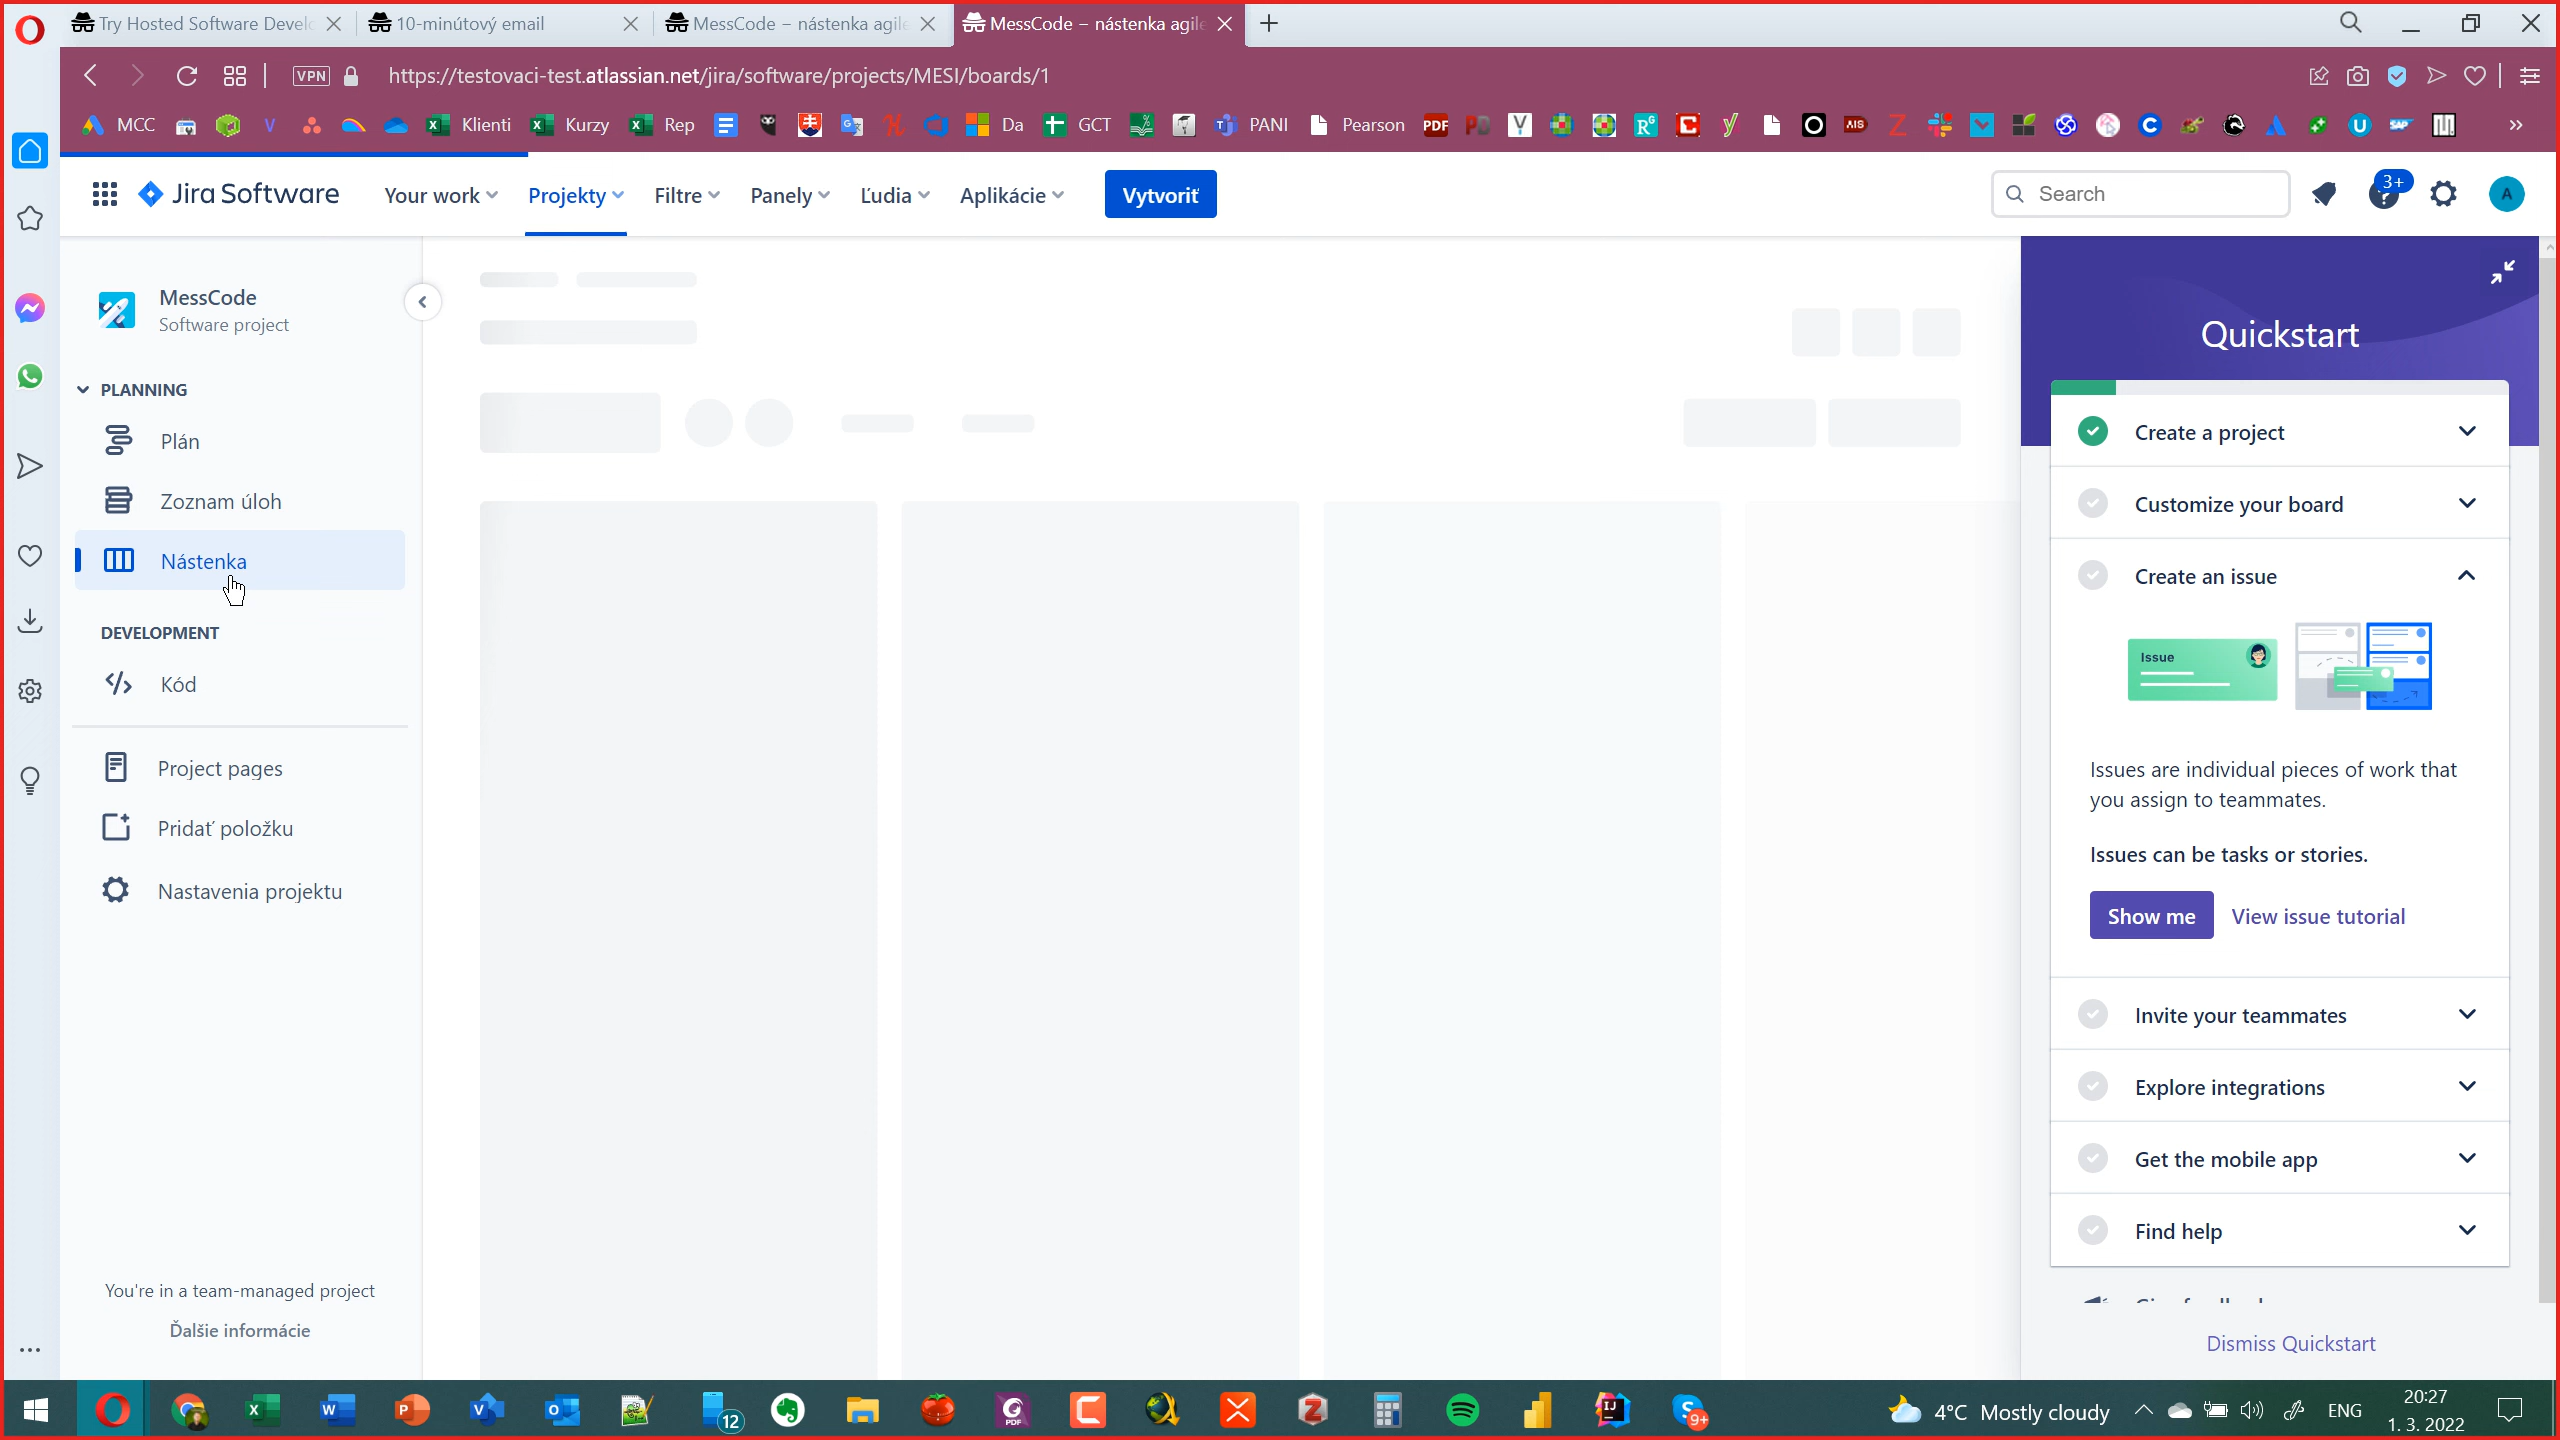 Try Hosted Software Develo
10-minútový email
MessCode – nástenka agile
MessCode – nástenka agile
VPN
https://testovaci-test.atlassian.net/jira/software/projects/MESI/boards/1
MCC
Klienti
Kurzy
Rep
Da
GCT
PANI
Pearson
Jira Software
Your work
Projekty
Filtre
Panely
Ľudia
Aplikácie
Vytvoriť
Search
3+
A
MessCode
Software project
PLANNING
Plán
Zoznam úloh
Nástenka
DEVELOPMENT
Kód
Project pages
Pridať položku
Nastavenia projektu
You're in a team-managed project
Ďalšie informácie
Quickstart
Create a project
Customize your board
Create an issue
Issue
Issues are individual pieces of work that
you assign to teammates.
Issues can be tasks or stories.
Show me
View issue tutorial
Invite your teammates
Explore integrations
Get the mobile app
Find help
Dismiss Quickstart
12
9+
4°C Mostly cloudy
ENG
20:27
1. 3. 2022